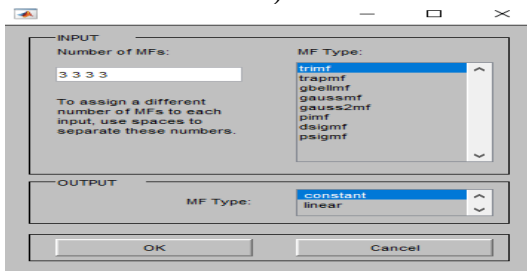 )
INPUT
Number of MFs:
3 3 3 3
To assign a different
number of MFs to each
input, use spaces to
separate these numbers.
MF Type:
trimf
trapmf
gbellmf
gaussmf
gauss2mf
pimf
dsigmf
psigmf
OUTPUT
MF Type:
constant
linear
OK
Cancel